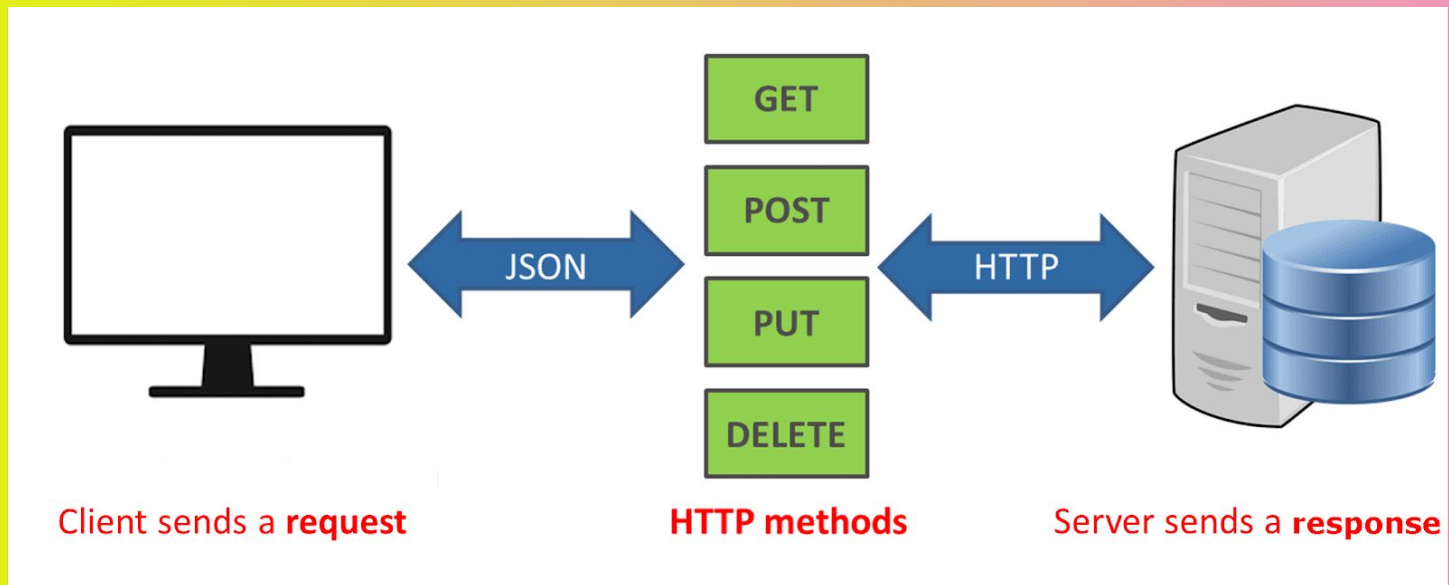 GET
POST
JSON
HTTP
PUT
DELETE
Client sends a request
HTTP methods
Server sends a response